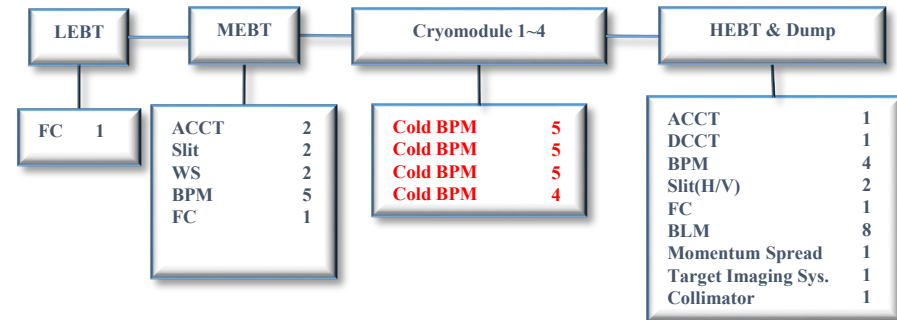 LEBT
MEBT
Cryomodule 1~4
HEBT & Dump
FC 1
ACCT 2
Slit 2
WS 2
BPM 5
FC 1
Cold BPM 5
Cold BPM 5
Cold BPM 5
Cold BPM 4
ACCT 1
DCCT 1
BPM 4
Slit(H/V) 2
FC 1
BLM 8
Momentum Spread 1
Target Imaging Sys. 1
Collimator 1